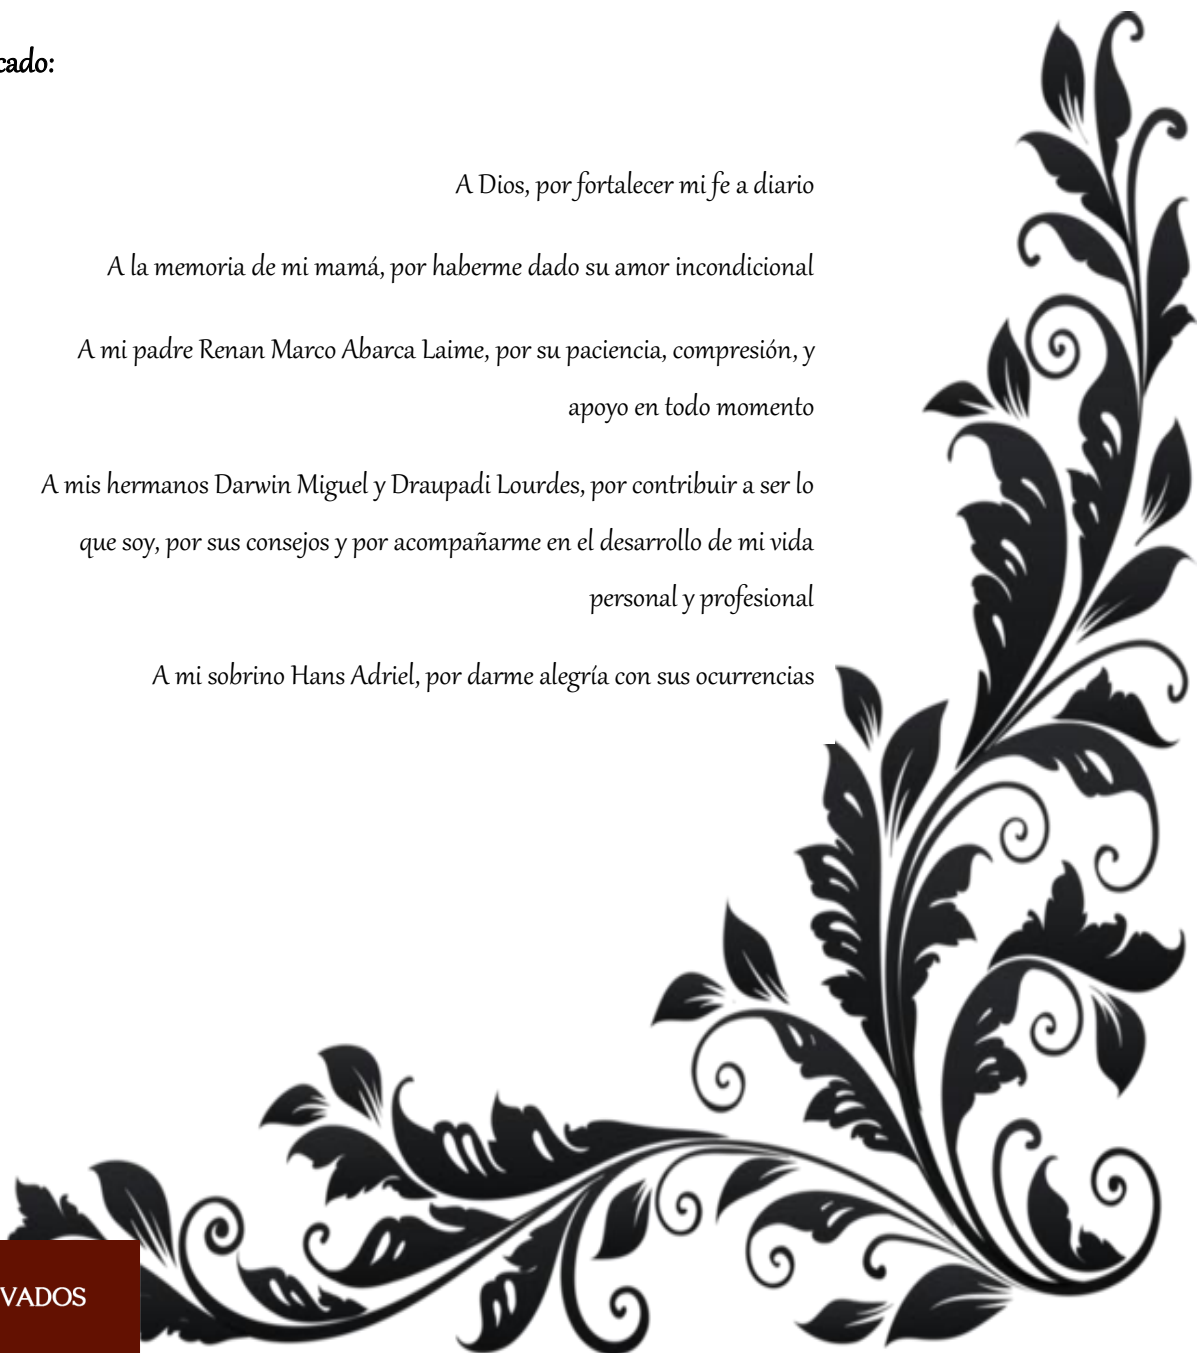 cado:
A Dios, por fortalecer mi fe a diario
A la memoria de mi mamá, por haberme dado su amor incondicional
A mi padre Renan Marco Abarca Laime, por su paciencia, compresión, y
apoyo en todo momento
A mis hermanos Darwin Miguel y Draupadi Lourdes, por contribuir a ser lo
que soy, por sus consejos y por acompañarme en el desarrollo de mi vida
personal y profesional
A mi sobrino Hans Adriel, por darme alegría con sus ocurrencias
VADOS